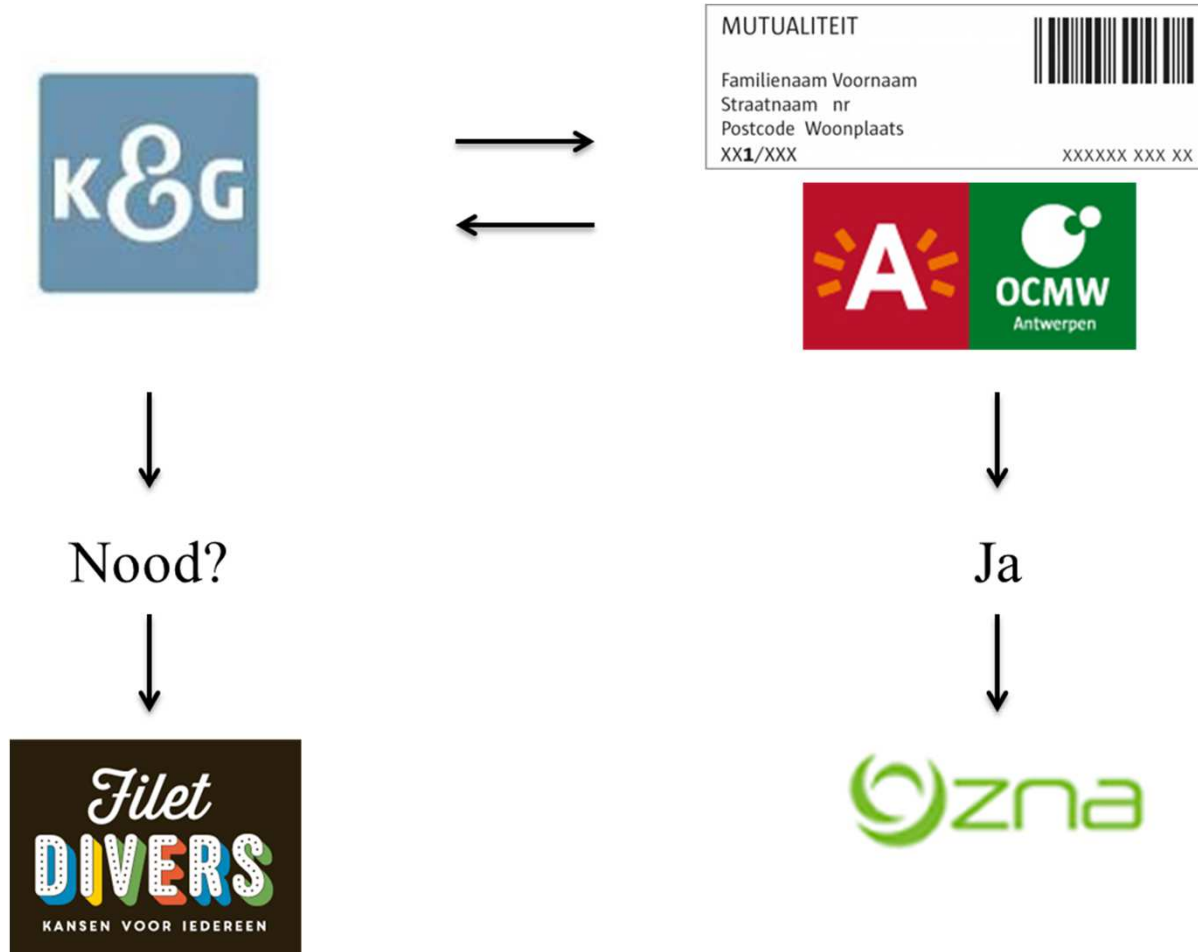 K&G
MUTUALITEIT
Familienaam Voornaam
Straatnaam nr
Postcode Woonplaats
XX1/XXX XXXXXX XXX XX
A
OCMW
Antwerpen
Nood?
Ja
Filet
DIVERS
KANSEN VOOR IEDEREEN
zna